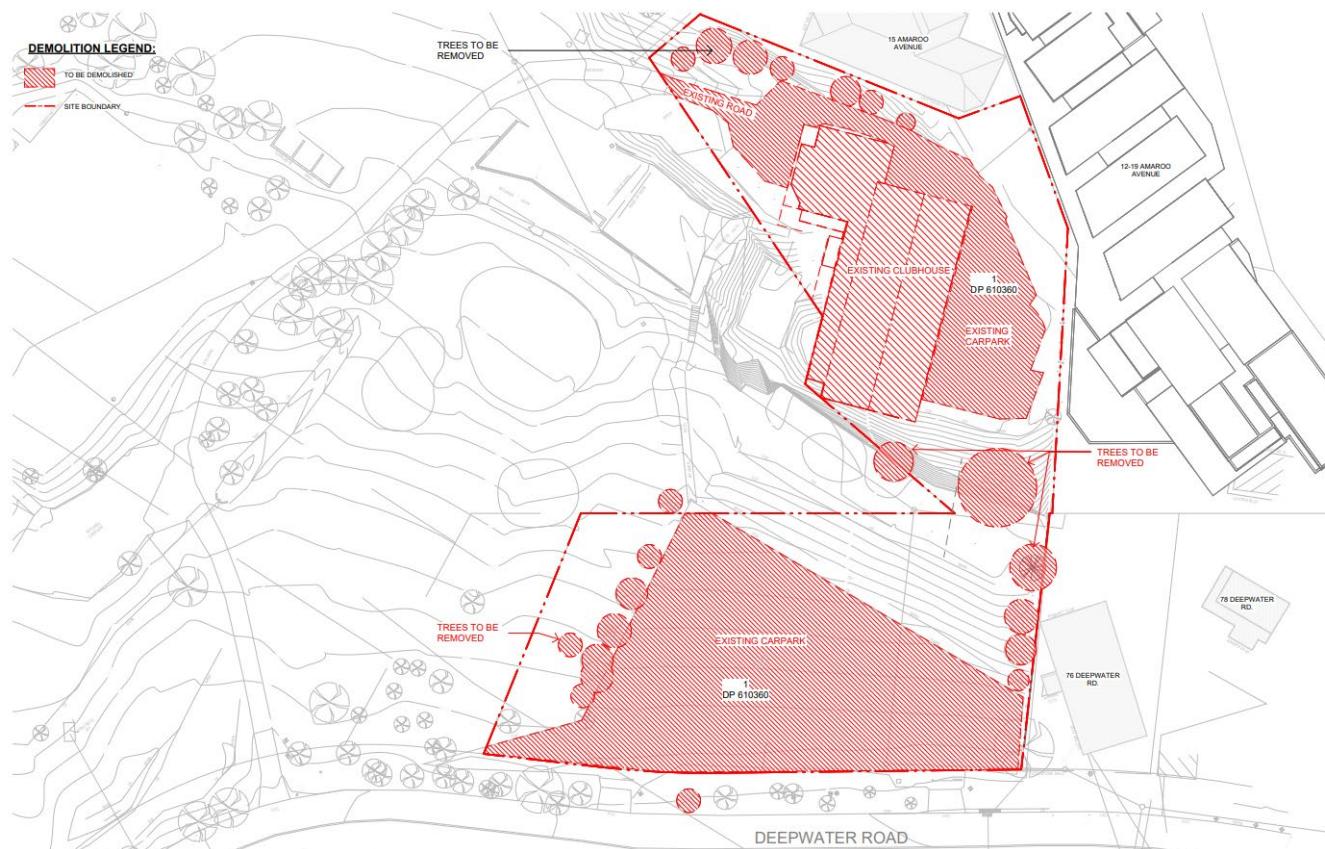 DEMOLITION LEGEND:
TO BE DEMOLISHED
SITE BOUNDARY
TREES TO BE
REMOVED
15 AMAROO
AVENUE
EXISTING ROAD
12-19 AMAROO
AVENUE
EXISTING CLUBHOUSE
1
DP 610360
EXISTING
CARPARK
TREES TO BE
REMOVED
TREES TO BE
REMOVED
EXISTING CARPARK
1
DP 610360
78 DEEPWATER
RD.
76 DEEPWATER
RD.
DEEPWATER ROAD